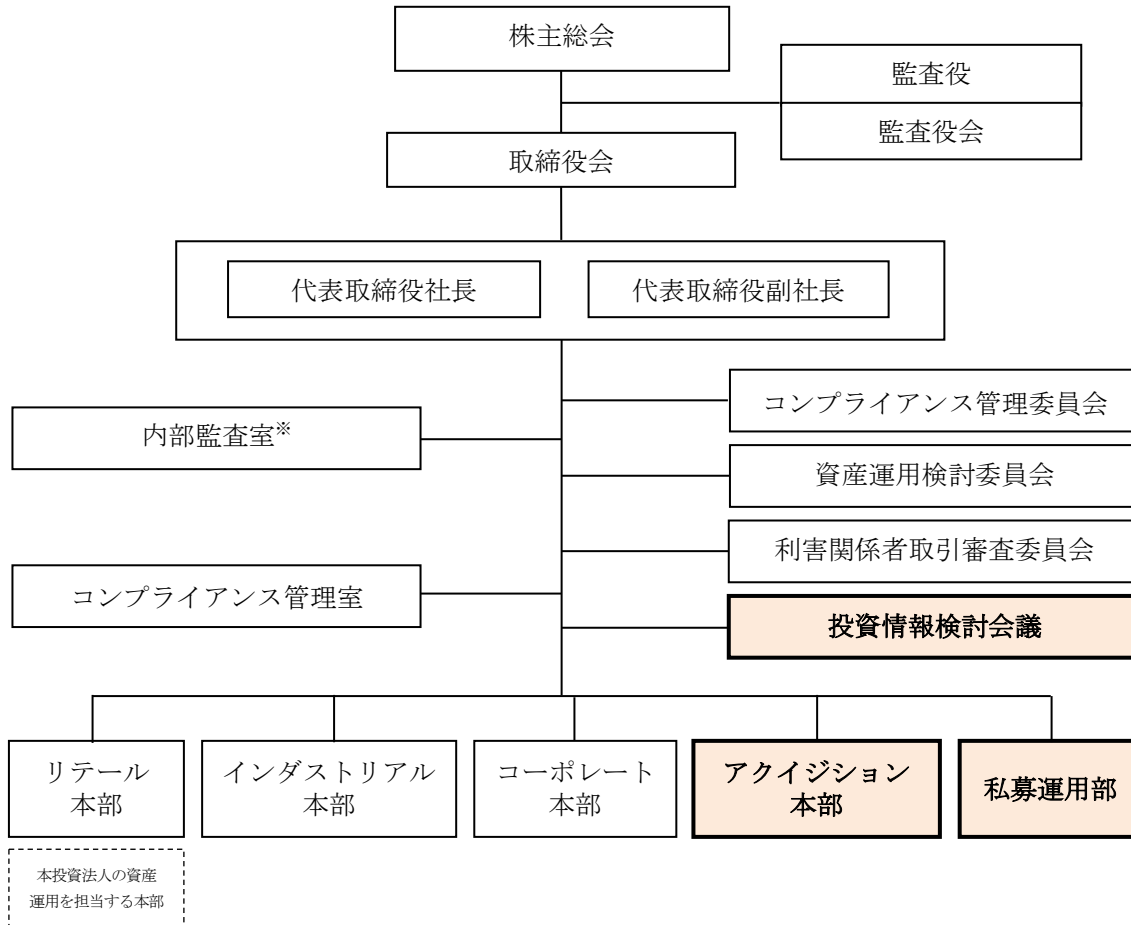 株主総会
監査役
監査役会
取締役会
代表取締役社長
代表取締役副社長
コンプライアンス管理委員会
内部監査室※
資産運用検討委員会
利害関係者取引審査委員会
コンプライアンス管理室
投資情報検討会議
リテール
本部
インダストリアル
本部
コーポレート
本部
アクイジション
本部
私募運用部
本投資法人の資産
運用を担当する本部